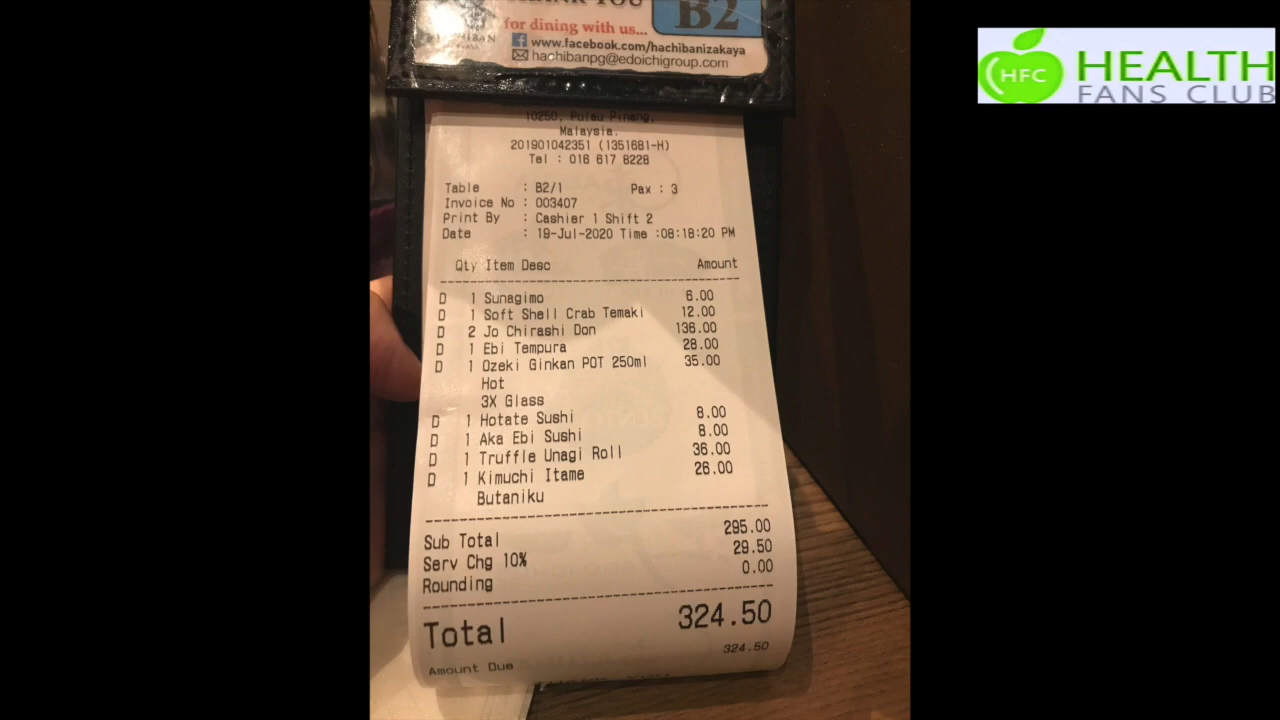 THANK YOU
for dining with us...
B2
www.facebook.com/hachibanizakaya
hachibanpg@edoichigroup.com
HFC
HEALTH
FANS CLUB
10250, Pulau Pinang,
Malaysia.
201901042351 (1351681-H)
Tel : 016 617 8228
Table : B2/1 Pax : 3
Invoice No : 003407
Print By : Cashier 1 Shift 2
Date : 19-Jul-2020 Time :08:18:20 PM
Qty Item Desc Amount
D 1 Sunagimo 6.00
D 1 Soft Shell Crab Temaki 12.00
D 2 Jo Chirashi Don 136.00
D 1 Ebi Tempura 28.00
D 1 Ozeki Ginkan POT 250ml 35.00
Hot
3X Glass
D 1 Hotate Sushi 8.00
D 1 Aka Ebi Sushi 8.00
D 1 Truffle Unagi Roll 36.00
D 1 Kimuchi Itame 26.00
Butaniku
Sub Total 295.00
Serv Chg 10% 29.50
Rounding 0.00
Total 324.50
Amount Due 324.50